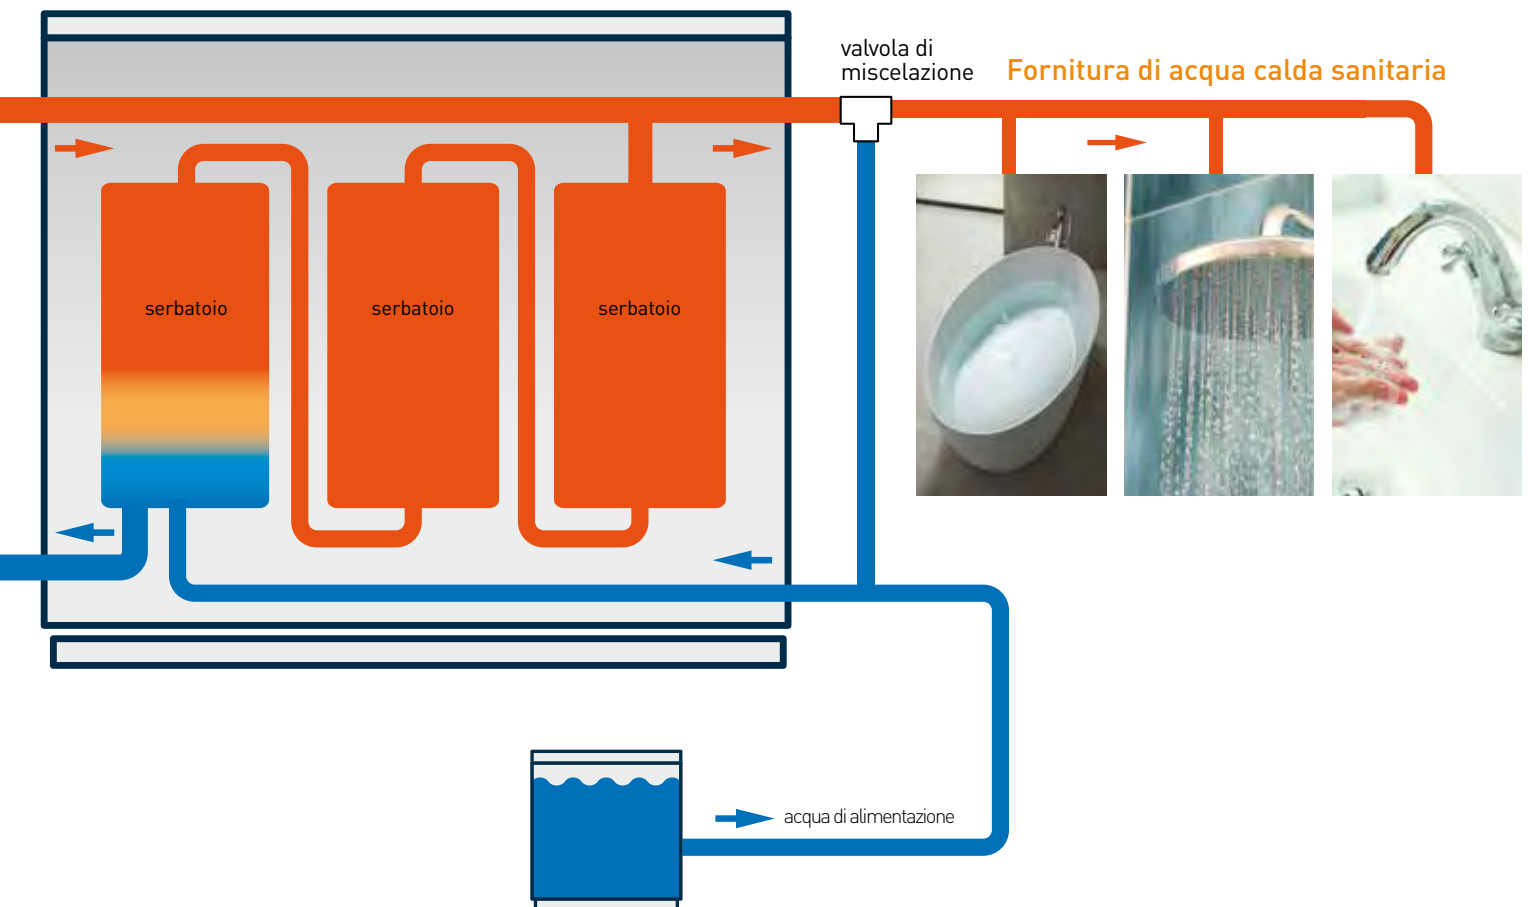 valvola di
miscelazione
Fornitura di acqua calda sanitaria
serbatoio
serbatoio
serbatoio
acqua di alimentazione